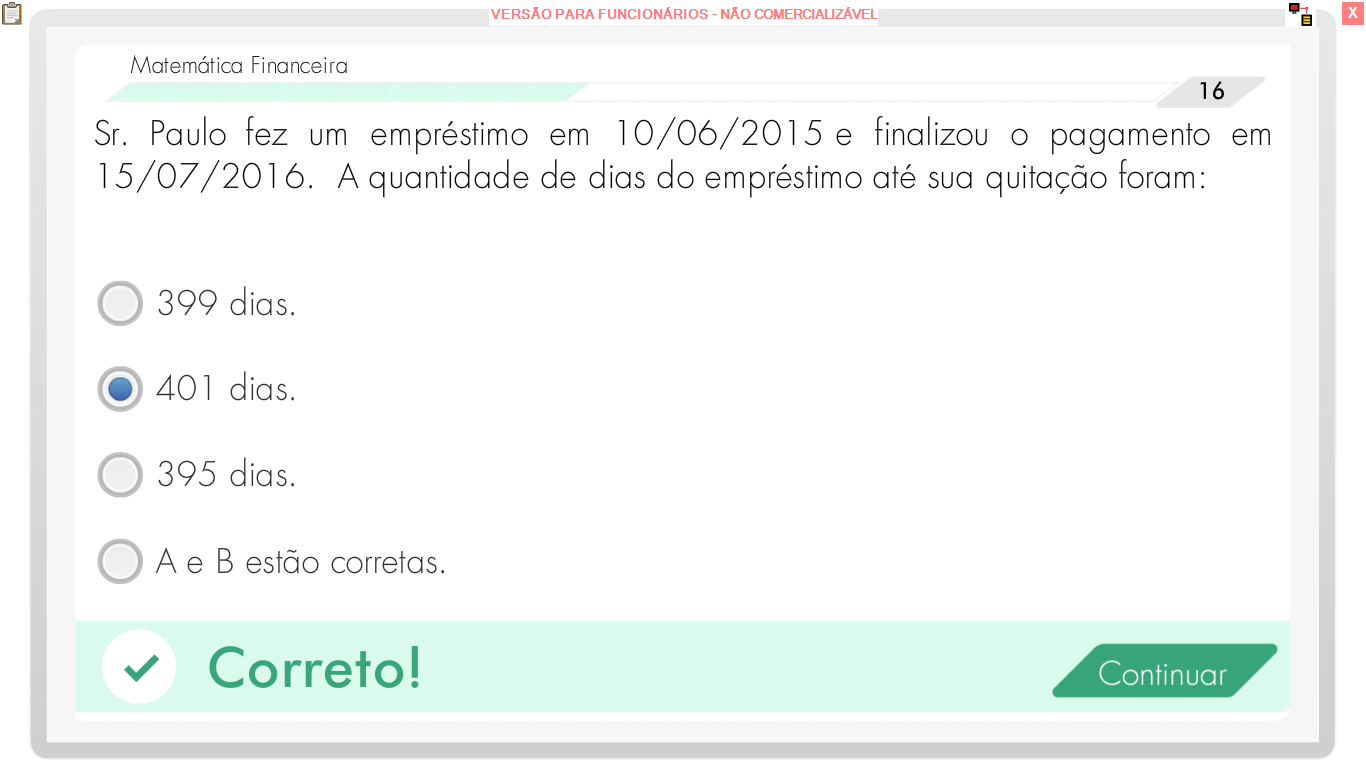 VERSÃO PARA FUNCIONÁRIOS - NÃO COMERCIALIZÁVEL
X
Matemática Financeira
16
Sr. Paulo fez um empréstimo em 10/06/2015 e finalizou o pagamento em
15/07/2016. A quantidade de dias do empréstimo até sua quitação foram:
399 dias.
401 dias.
395 dias.
A e B estão corretas.
Correto!
Continuar